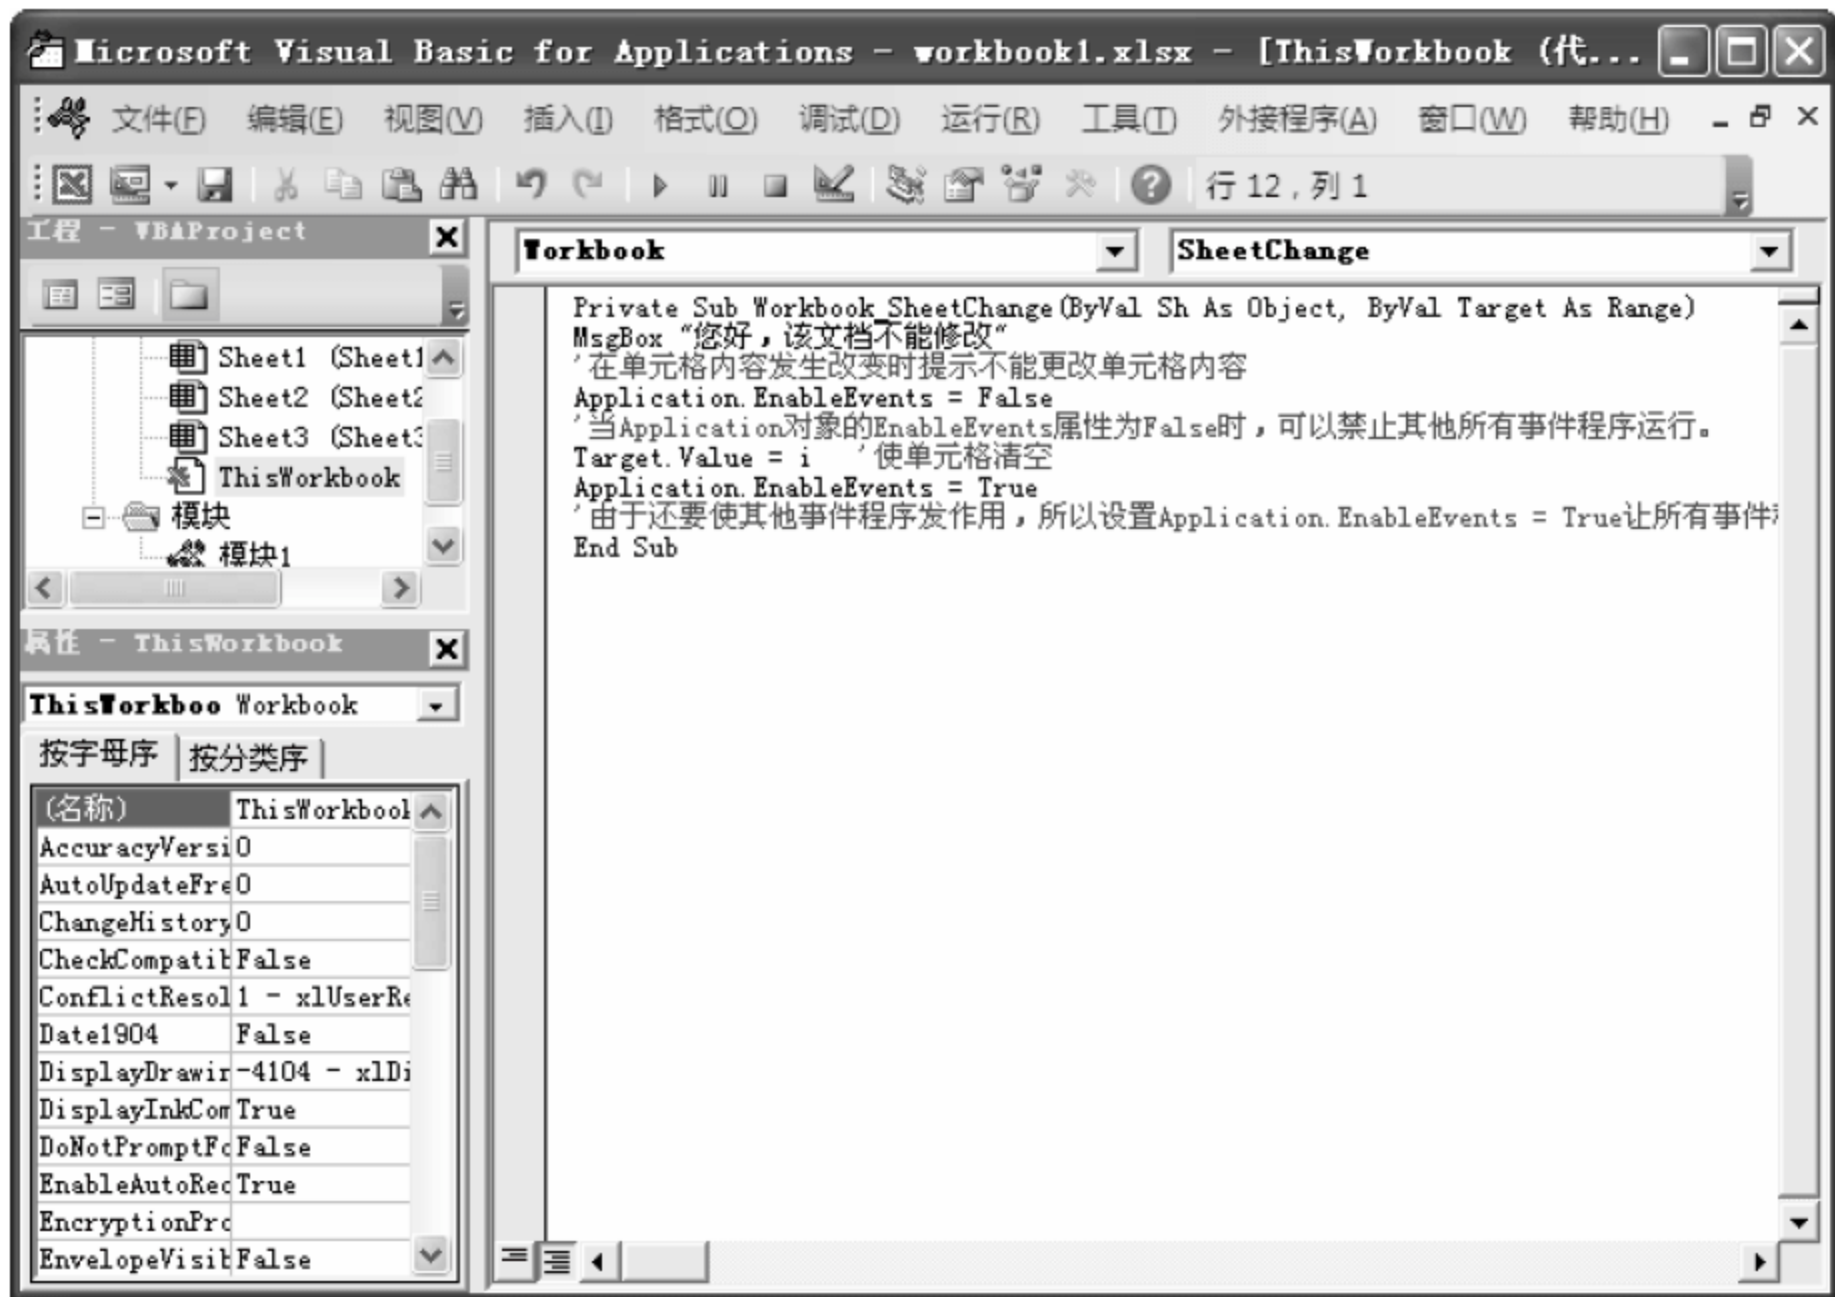 Microsoft Visual Basic for Applications - workbook1.xlsx - [ThisWorkbook (代...
文件(F) 编辑(E) 视图(V) 插入(I) 格式(O) 调试(D) 运行(R) 工具(T) 外接程序(A) 窗口(W) 帮助(H)
行 12 , 列 1
工程 - VBAProject
Sheet1 (Sheet1
Sheet2 (Sheet2
Sheet3 (Sheet3
ThisWorkbook
模块
模块1
属性 - ThisWorkbook
ThisWorkboo Workbook
按字母序 按分类序
(名称) ThisWorkbook
AccuracyVersi 0
AutoUpdateFre 0
ChangeHistory 0
CheckCompatib False
ConflictResol 1 - xlUserRe
Date1904 False
DisplayDrawin -4104 - xlDi
DisplayInkCom True
DoNotPromptFo False
EnableAutoRec True
EncryptionPro
EnvelopeVisib False
Workbook SheetChange
Private Sub Workbook_SheetChange(ByVal Sh As Object, ByVal Target As Range)
MsgBox "您好，该文档不能修改"
'在单元格内容发生改变时提示不能更改单元格内容
Application.EnableEvents = False
'当Application对象的EnableEvents属性为False时，可以禁止其他所有事件程序运行。
Target.Value = i '使单元格清空
Application.EnableEvents = True
'由于还要使其他事件程序发作用，所以设置Application.EnableEvents = True让所有事件
End Sub